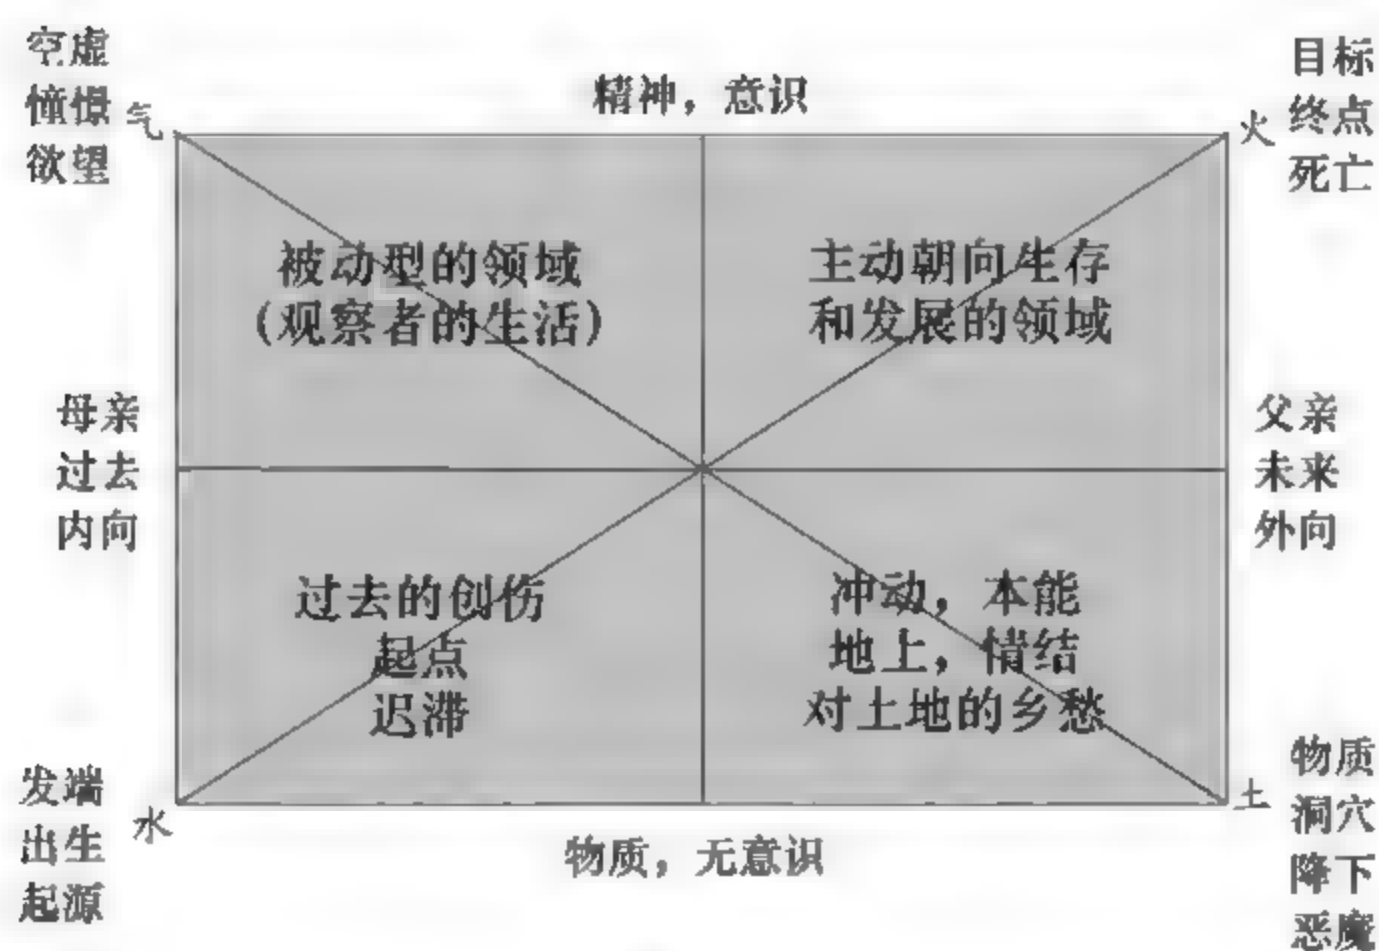 空虚
憧憬
欲望
气
精神，意识
火
目标
终点
死亡
被动型的领域
(观察者的生活)
主动朝向生存
和发展的领域
母亲
过去
内向
父亲
未来
外向
过去的创伤
起点
迟滞
冲动，本能
地上，情结
对土地的乡愁
发端
出生
起源
水
物质，无意识
土
物质
洞穴
降下
恶魔